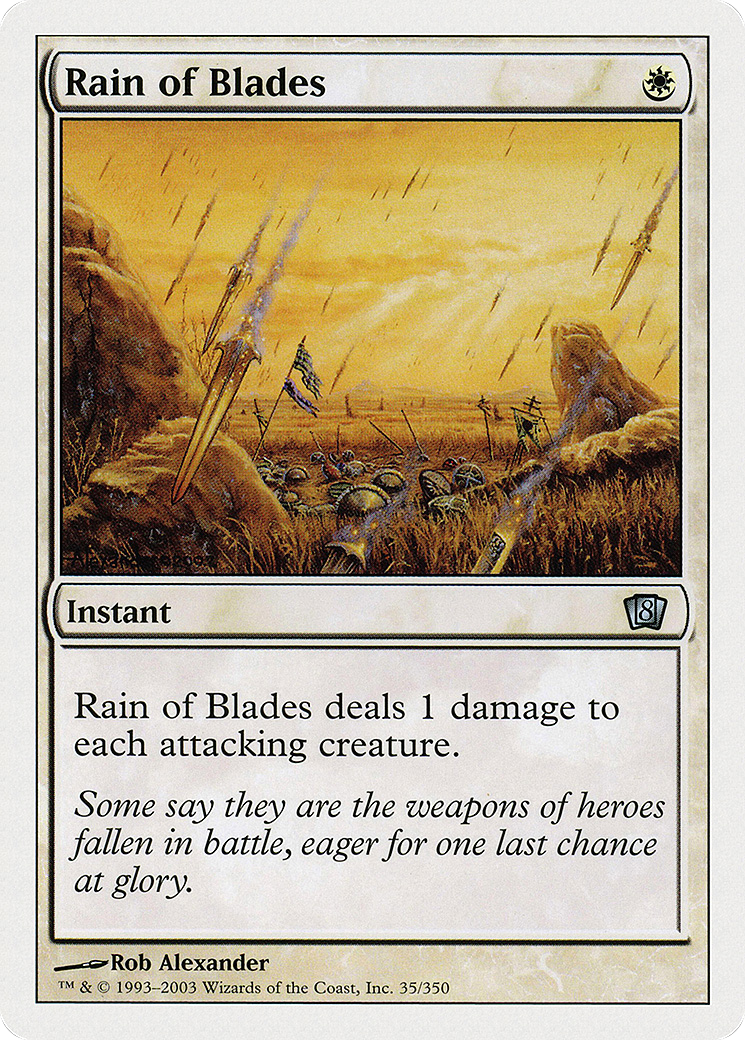 Rain of Blades
Instant
8
Rain of Blades deals 1 damage to
each attacking creature.
Some say they are the weapons of heroes
fallen in battle, eager for one last chance
at glory.
Rob Alexander
™ & © 1993–2003 Wizards of the Coast, Inc. 35/350